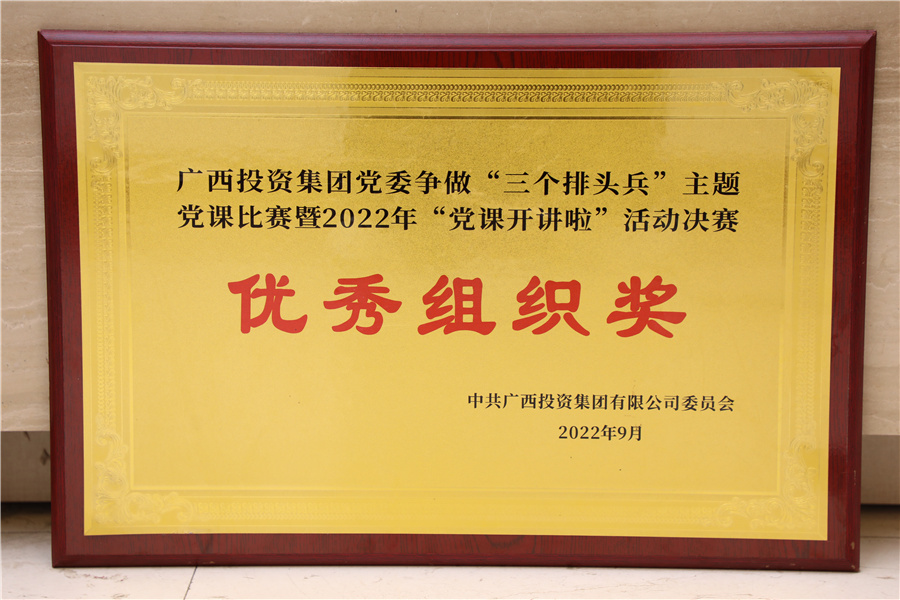 广西投资集团党委争做“三个排头兵”主题
党课比赛暨2022年“党课开讲啦”活动决赛
优秀组织奖
中共广西投资集团有限公司委员会
2022年9月